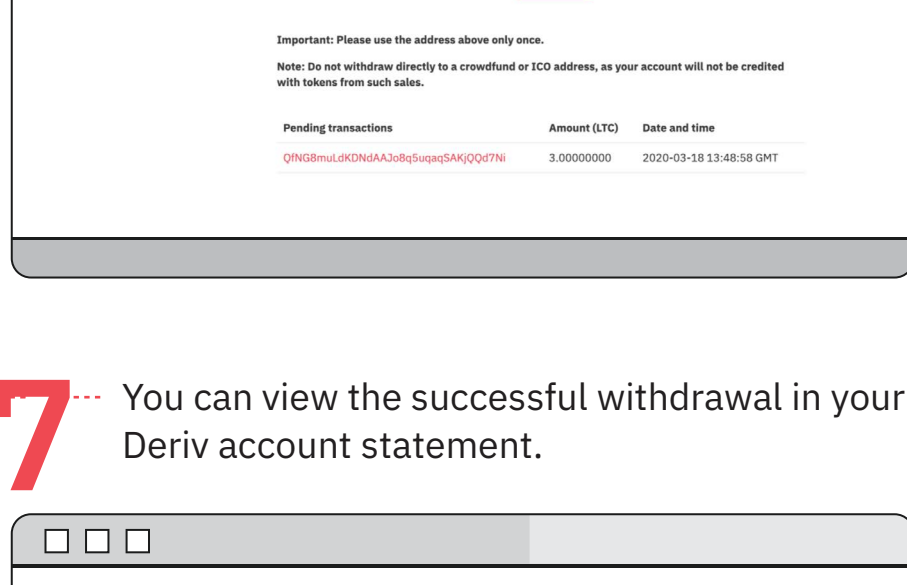 Important: Please use the address above only once.
Note: Do not withdraw directly to a crowdfund or ICO address, as your account will not be credited
with tokens from such sales.
Pending transactions Amount (LTC) Date and time
QfNG8muLdKDNdAAJo8q5uqaqSAKjQQd7Ni 3.00000000 2020-03-18 13:48:58 GMT
7 You can view the successful withdrawal in your
Deriv account statement.